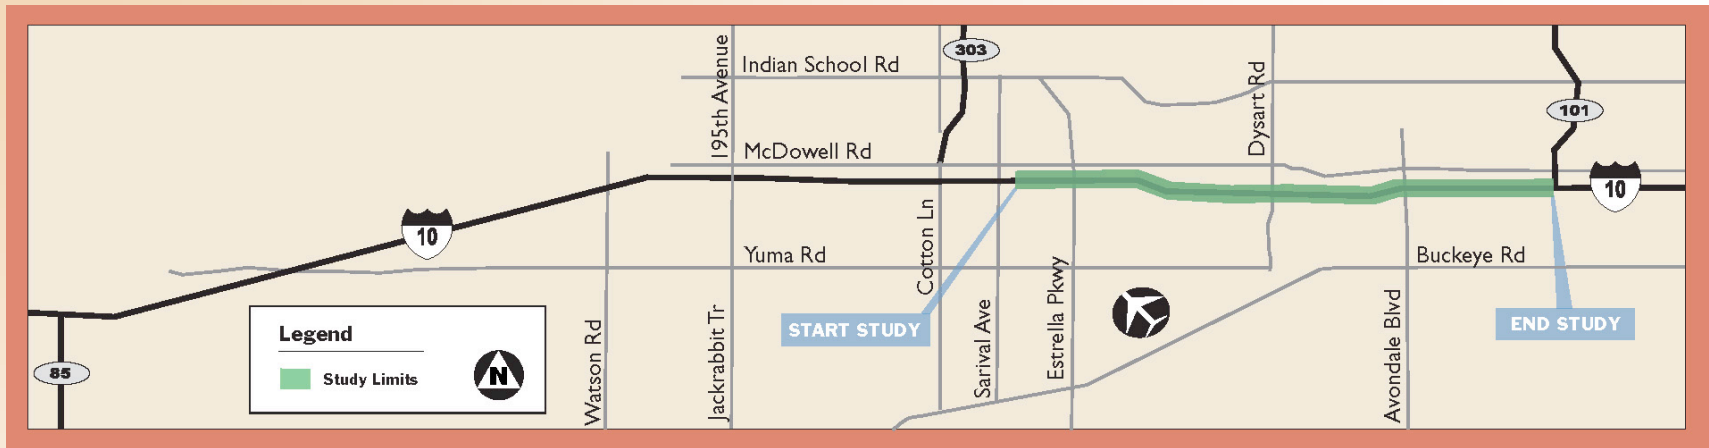 303
Indian School Rd
195th Avenue
Dysart Rd
101
McDowell Rd
10
10
Cotton Ln
Yuma Rd
Buckeye Rd
Estrella Pkwy
Sarival Ave
START STUDY
END STUDY
Avondale Blvd
Jackrabbit Tr
Watson Rd
Legend
Study Limits
N
85